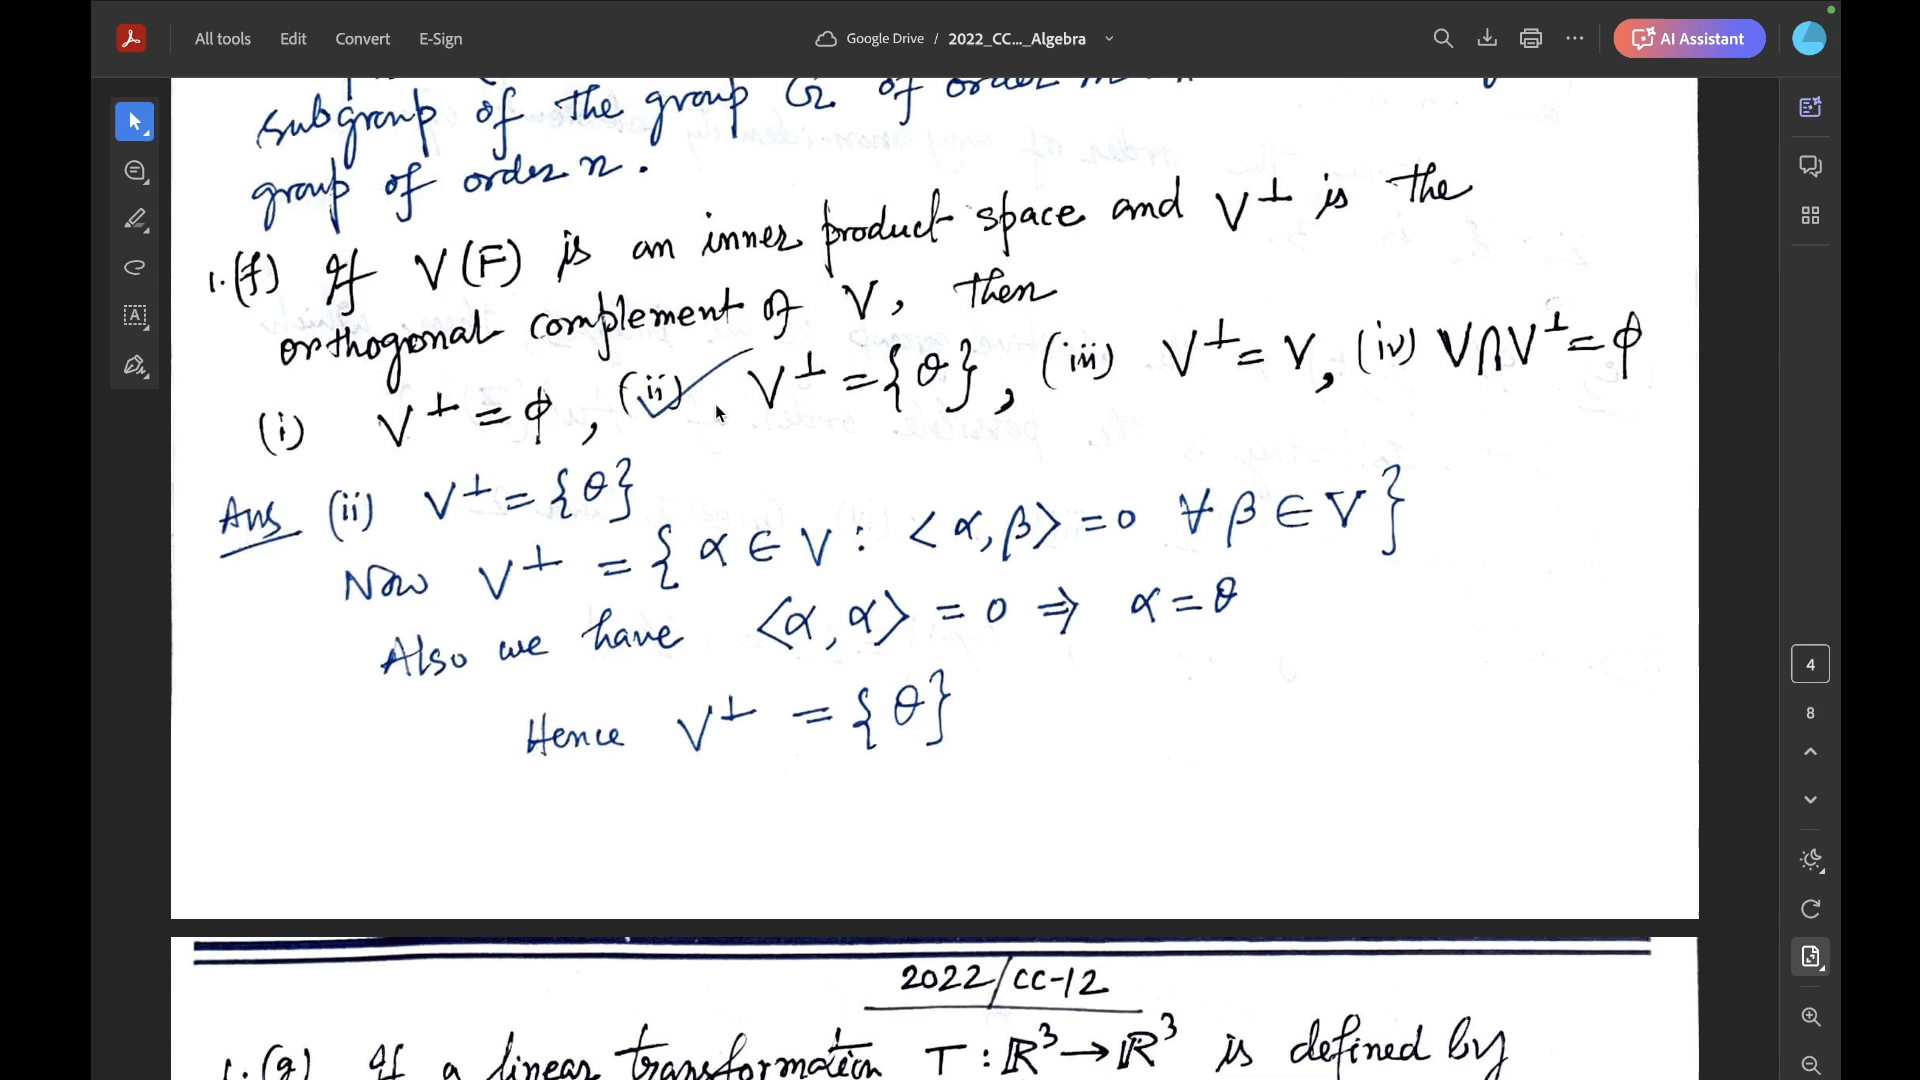 All tools Edit Convert E-Sign Google Drive / 2022_CC..._Algebra AI Assistant
subgroup of the group G of order
group of order n.
1.(f) If V(F) is an inner product space and V⊥ is the
orthogonal complement of V, then
(i) V⊥ = φ, (ii) V⊥ = {θ}, (iii) V⊥ = V, (iv) V∩V⊥ = φ
Ans (ii) V⊥ = {θ}
Now V⊥ = {α ∈ V : <α, β> = 0 ∀ β ∈ V}
Also we have <α, α> = 0 ⇒ α = θ
Hence V⊥ = {θ}
4
8
2022/CC-12
1.(g) If a linear transformation T : ℝ³→ℝ³ is defined by